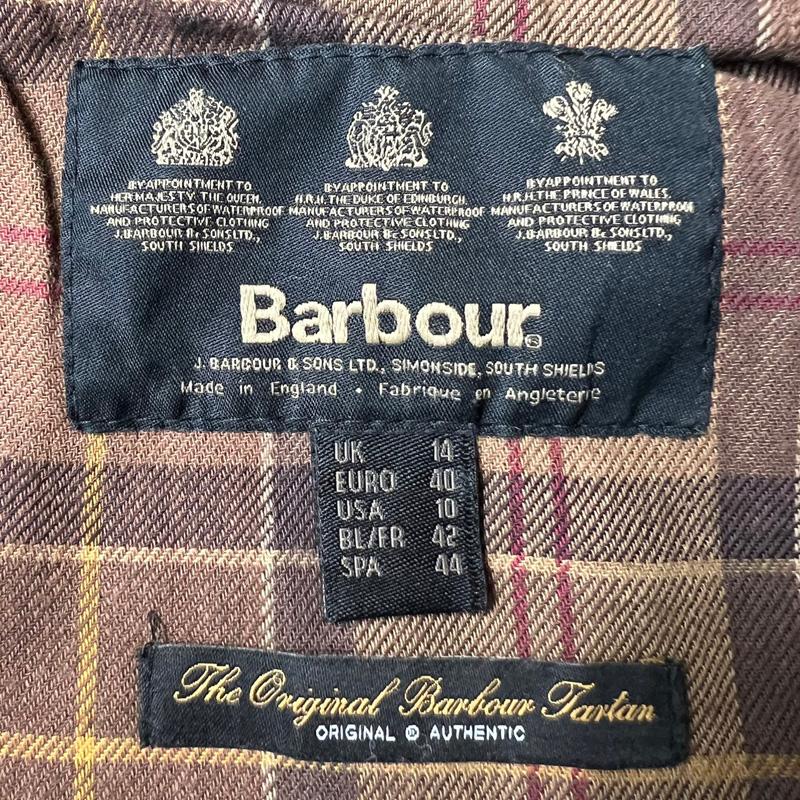 BY APPOINTMENT TO
HER MAJESTY THE QUEEN,
MANUFACTURERS OF WATERPROOF
AND PROTECTIVE CLOTHING
J.BARBOUR & SONS LTD.,
SOUTH SHIELDS
BY APPOINTMENT TO
H.R.H. THE DUKE OF EDINBURGH,
MANUFACTURERS OF WATERPROOF
AND PROTECTIVE CLOTHING
J.BARBOUR & SONS LTD.,
SOUTH SHIELDS
BY APPOINTMENT TO
H.R.H. THE PRINCE OF WALES,
MANUFACTURERS OF WATERPROOF
AND PROTECTIVE CLOTHING
J.BARBOUR & SONS LTD.,
SOUTH SHIELDS
Barbour®
J. BARBOUR & SONS LTD., SIMONSIDE, SOUTH SHIELDS
Made in England • Fabriqué en Angleterre
UK 14
EURO 40
USA 10
BL/FR 42
SPA 44
The Original Barbour Tartan
ORIGINAL ® AUTHENTIC